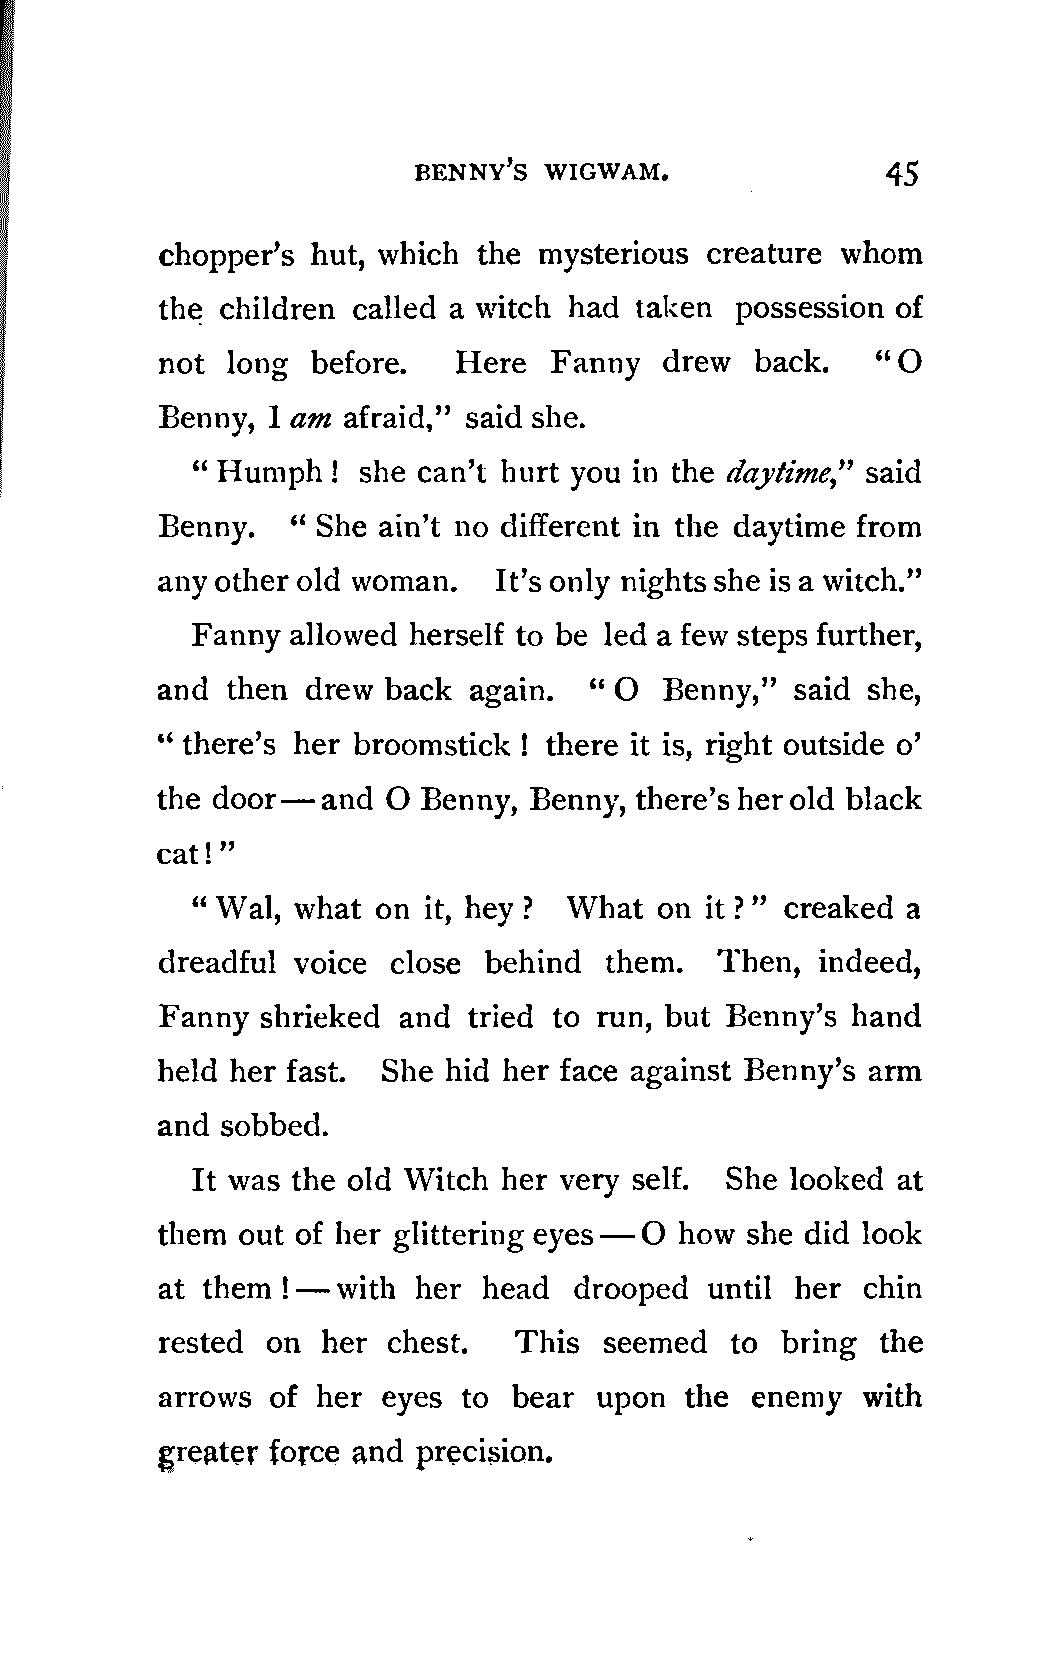 BENNY'S WIGWAM. 45
chopper's hut, which the mysterious creature whom
the children called a witch had taken possession of
not long before. Here Fanny drew back. "O
Benny, I am afraid," said she.
"Humph! she can't hurt you in the daytime," said
Benny. "She ain't no different in the daytime from
any other old woman. It's only nights she is a witch."
Fanny allowed herself to be led a few steps further,
and then drew back again. "O Benny," said she,
"there's her broomstick! there it is, right outside o'
the door—and O Benny, Benny, there's her old black
cat!"
"Wal, what on it, hey? What on it?" creaked a
dreadful voice close behind them. Then, indeed,
Fanny shrieked and tried to run, but Benny's hand
held her fast. She hid her face against Benny's arm
and sobbed.
It was the old Witch her very self. She looked at
them out of her glittering eyes—O how she did look
at them!—with her head drooped until her chin
rested on her chest. This seemed to bring the
arrows of her eyes to bear upon the enemy with
greater force and precision.